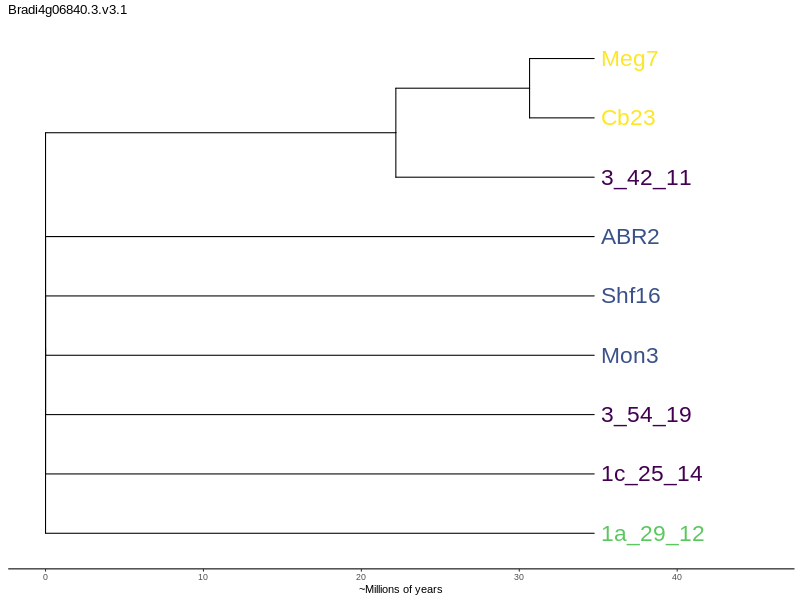 Bradi4g06840.3.v3.1
Meg7
Cb23
3_42_11
ABR2
Shf16
Mon3
3_54_19
1c_25_14
1a_29_12
0 10 20 30 40
~Millions of years